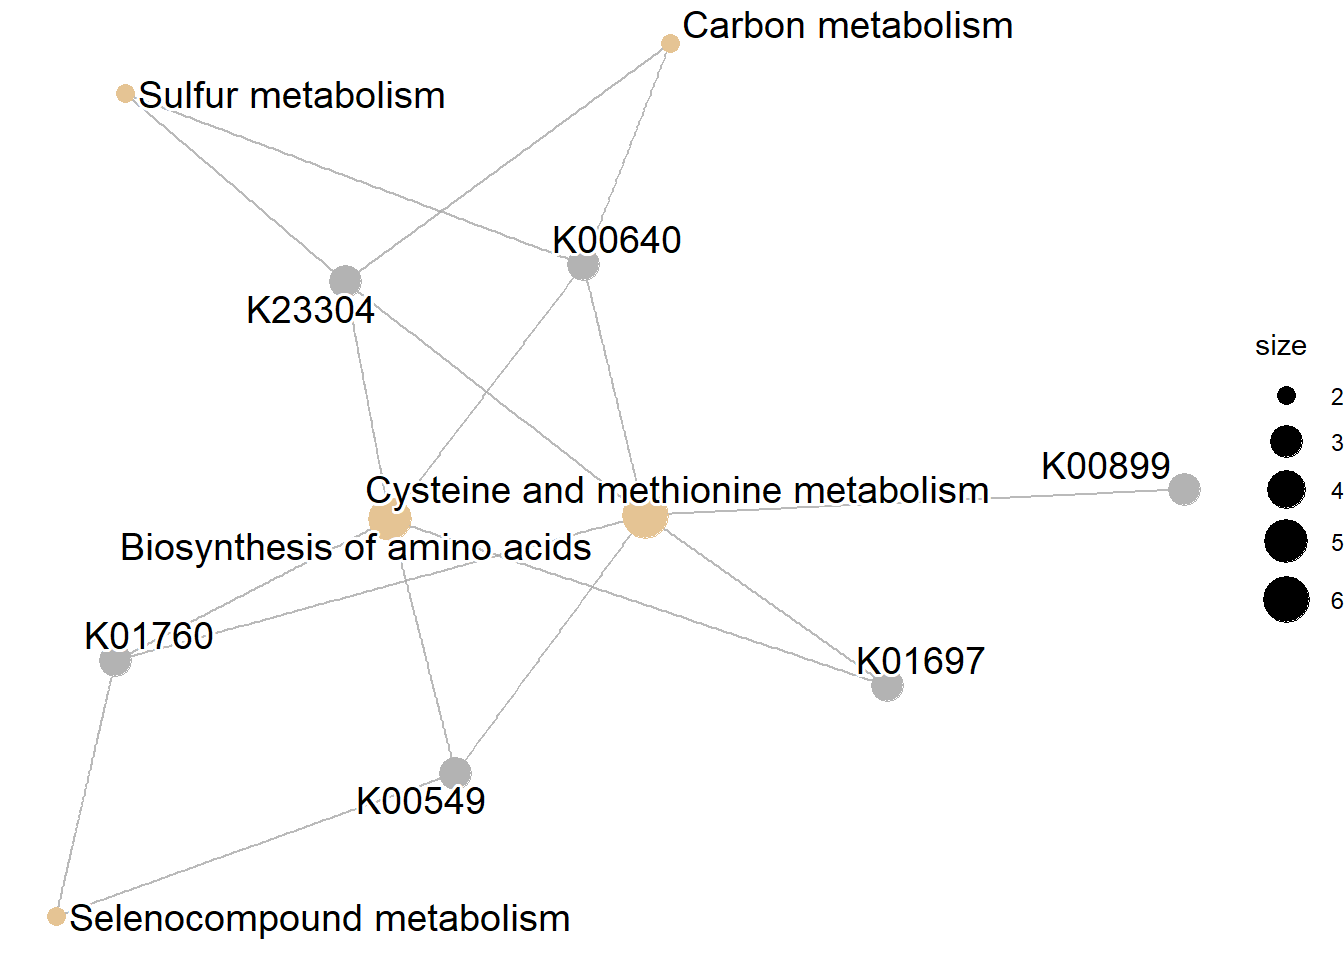 Carbon metabolism
Sulfur metabolism
K00640
K23304
size
2
3
4
5
6
K00899
Cysteine and methionine metabolism
Biosynthesis of amino acids
K01760
K01697
K00549
Selenocompound metabolism